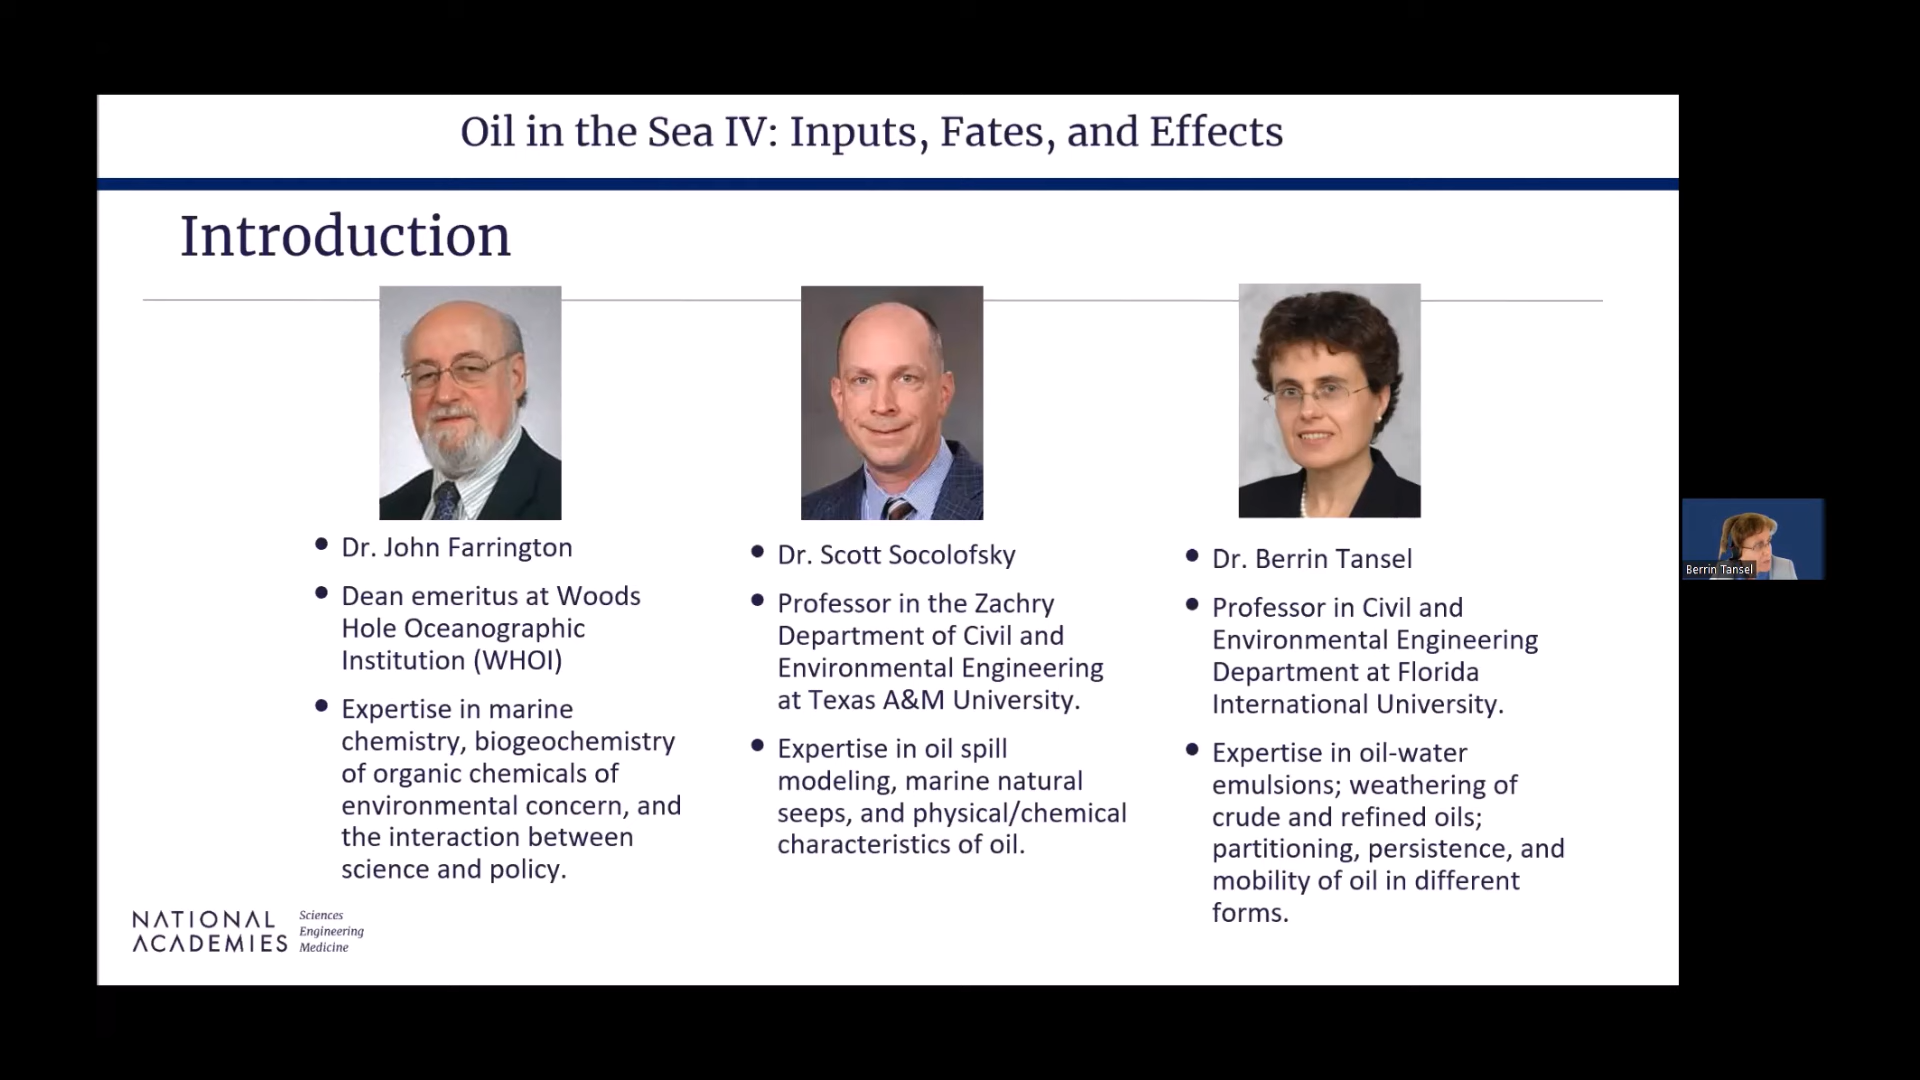 Oil in the Sea IV: Inputs, Fates, and Effects
Introduction
• Dr. John Farrington
• Dean emeritus at Woods
Hole Oceanographic
Institution (WHOI)
• Expertise in marine
chemistry, biogeochemistry
of organic chemicals of
environmental concern, and
the interaction between
science and policy.
• Dr. Scott Socolofsky
• Professor in the Zachry
Department of Civil and
Environmental Engineering
at Texas A&M University.
• Expertise in oil spill
modeling, marine natural
seeps, and physical/chemical
characteristics of oil.
• Dr. Berrin Tansel
• Professor in Civil and
Environmental Engineering
Department at Florida
International University.
• Expertise in oil-water
emulsions; weathering of
crude and refined oils;
partitioning, persistence, and
mobility of oil in different
forms.
NATIONAL
ACADEMIES
Sciences
Engineering
Medicine
Berrin Tansel